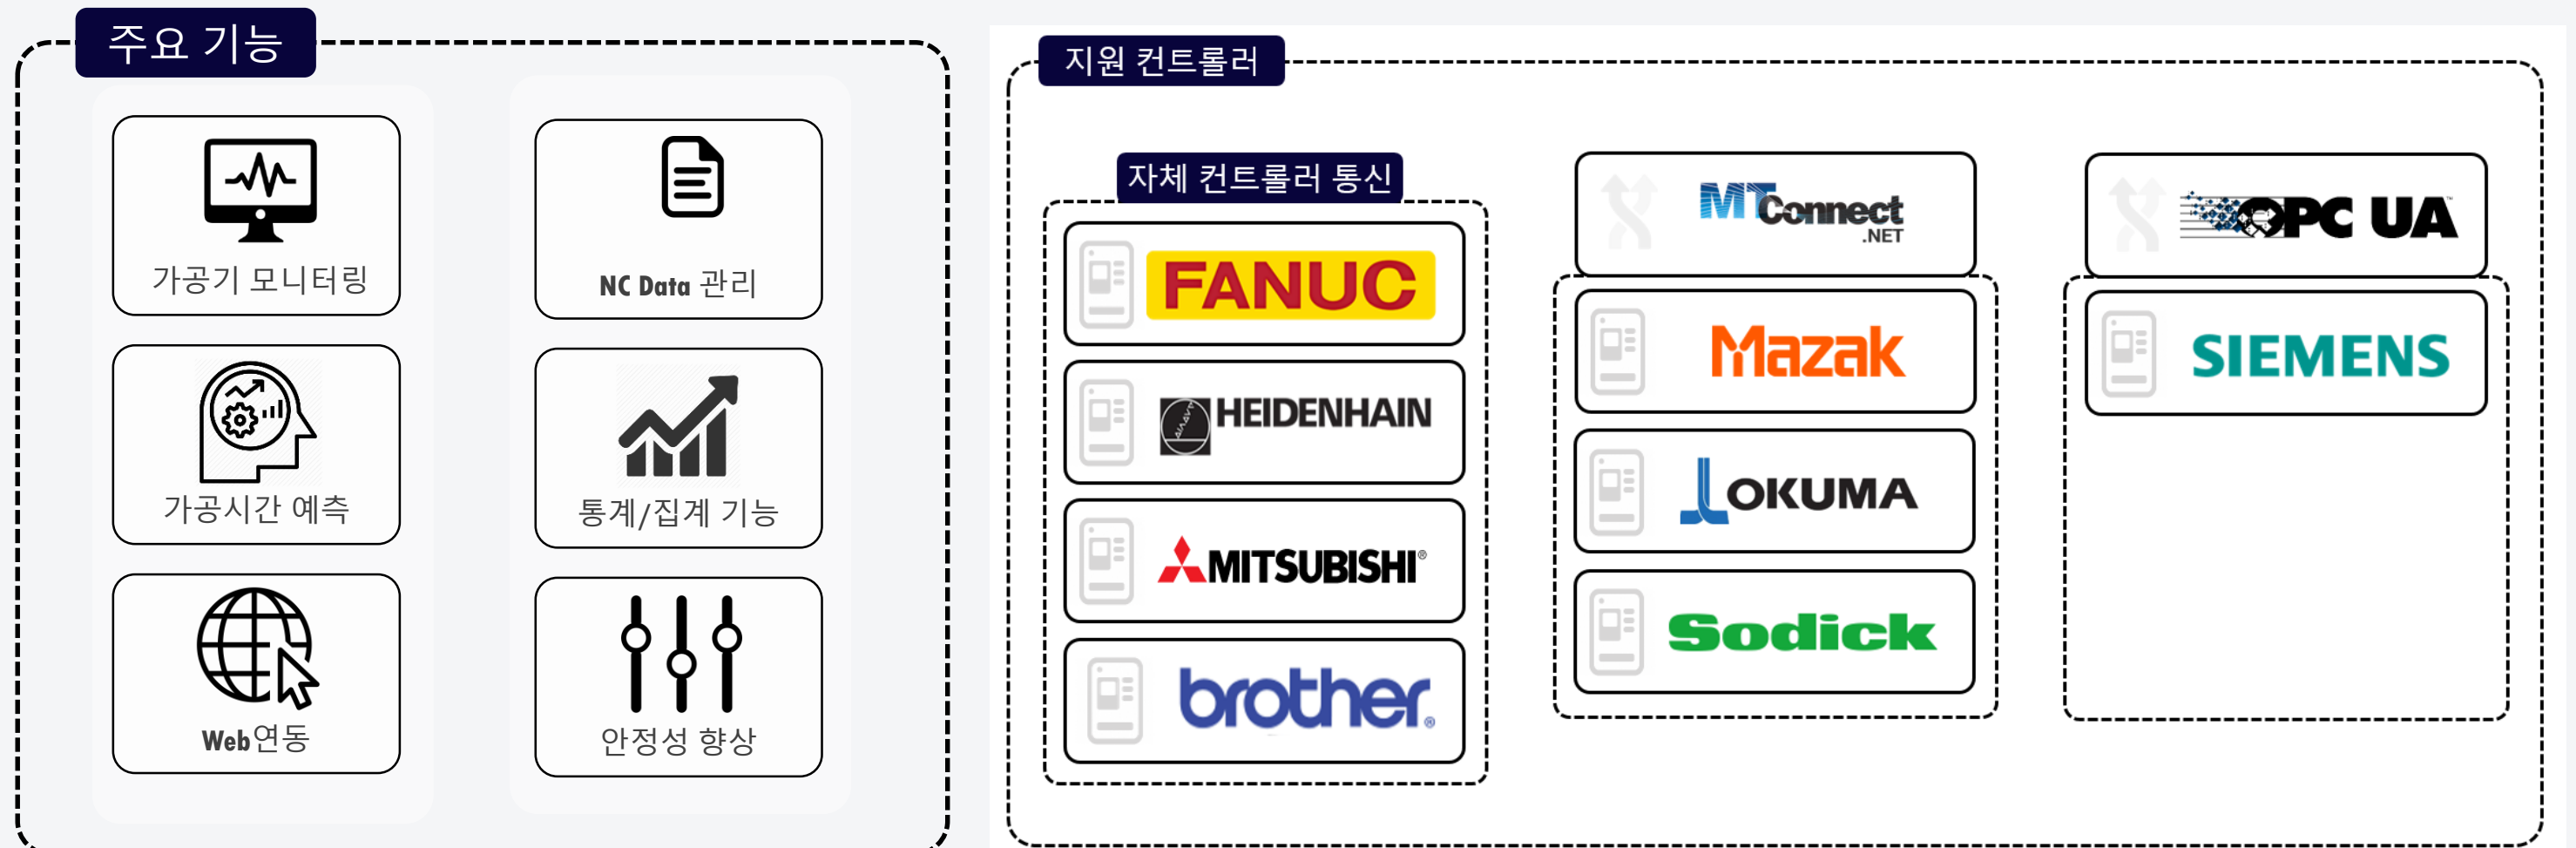 주요 기능
가공기 모니터링
NC Data 관리
가공시간 예측
통계/집계 기능
Web연동
안정성 향상
지원 컨트롤러
자체 컨트롤러 통신
FANUC
HEIDENHAIN
MITSUBISHI®
brother®
MTConnect
.NET
Mazak
OKUMA
Sodick
OPC UA™
SIEMENS